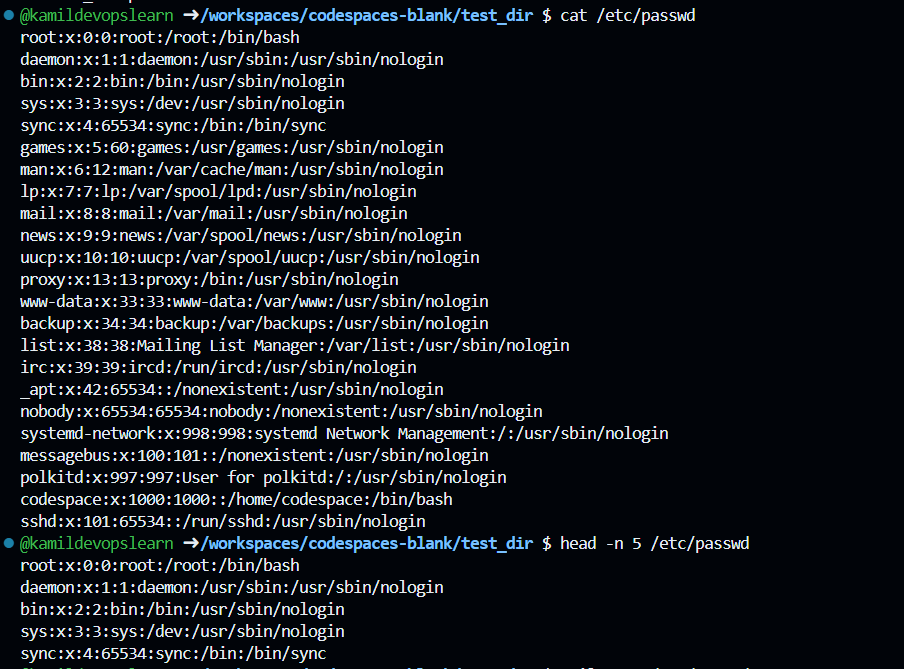 @kamildevopslearn ➜/workspaces/codespaces-blank/test_dir $ cat /etc/passwd
root:x:0:0:root:/root:/bin/bash
daemon:x:1:1:daemon:/usr/sbin:/usr/sbin/nologin
bin:x:2:2:bin:/bin:/usr/sbin/nologin
sys:x:3:3:sys:/dev:/usr/sbin/nologin
sync:x:4:65534:sync:/bin:/bin/sync
games:x:5:60:games:/usr/games:/usr/sbin/nologin
man:x:6:12:man:/var/cache/man:/usr/sbin/nologin
lp:x:7:7:lp:/var/spool/lpd:/usr/sbin/nologin
mail:x:8:8:mail:/var/mail:/usr/sbin/nologin
news:x:9:9:news:/var/spool/news:/usr/sbin/nologin
uucp:x:10:10:uucp:/var/spool/uucp:/usr/sbin/nologin
proxy:x:13:13:proxy:/bin:/usr/sbin/nologin
www-data:x:33:33:www-data:/var/www:/usr/sbin/nologin
backup:x:34:34:backup:/var/backups:/usr/sbin/nologin
list:x:38:38:Mailing List Manager:/var/list:/usr/sbin/nologin
irc:x:39:39:ircd:/run/ircd:/usr/sbin/nologin
_apt:x:42:65534::/nonexistent:/usr/sbin/nologin
nobody:x:65534:65534:nobody:/nonexistent:/usr/sbin/nologin
systemd-network:x:998:998:systemd Network Management:/:/usr/sbin/nologin
messagebus:x:100:101::/nonexistent:/usr/sbin/nologin
polkitd:x:997:997:User for polkitd:/:/usr/sbin/nologin
codespace:x:1000:1000::/home/codespace:/bin/bash
sshd:x:101:65534::/run/sshd:/usr/sbin/nologin
@kamildevopslearn ➜/workspaces/codespaces-blank/test_dir $ head -n 5 /etc/passwd
root:x:0:0:root:/root:/bin/bash
daemon:x:1:1:daemon:/usr/sbin:/usr/sbin/nologin
bin:x:2:2:bin:/bin:/usr/sbin/nologin
sys:x:3:3:sys:/dev:/usr/sbin/nologin
sync:x:4:65534:sync:/bin:/bin/sync